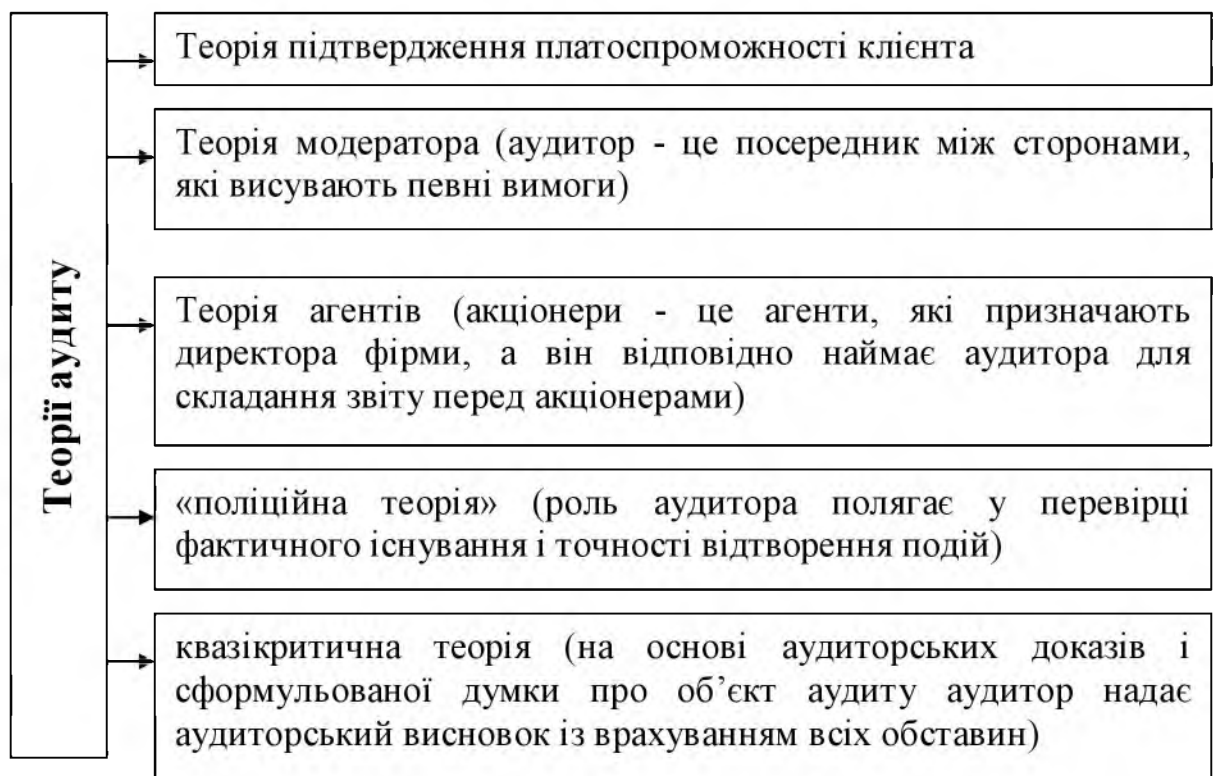 Теорії аудиту
Теорія підтвердження платоспроможності клієнта
Теорія модератора (аудитор - це посередник між сторонами,
які висувають певні вимоги)
Теорія агентів (акціонери - це агенти, які призначають
директора фірми, а він відповідно наймає аудитора для
складання звіту перед акціонерами)
«поліційна теорія» (роль аудитора полягає у перевірці
фактичного існування і точності відтворення подій)
квазікритична теорія (на основі аудиторських доказів і
сформульованої думки про об’єкт аудиту аудитор надає
аудиторський висновок із врахуванням всіх обставин)